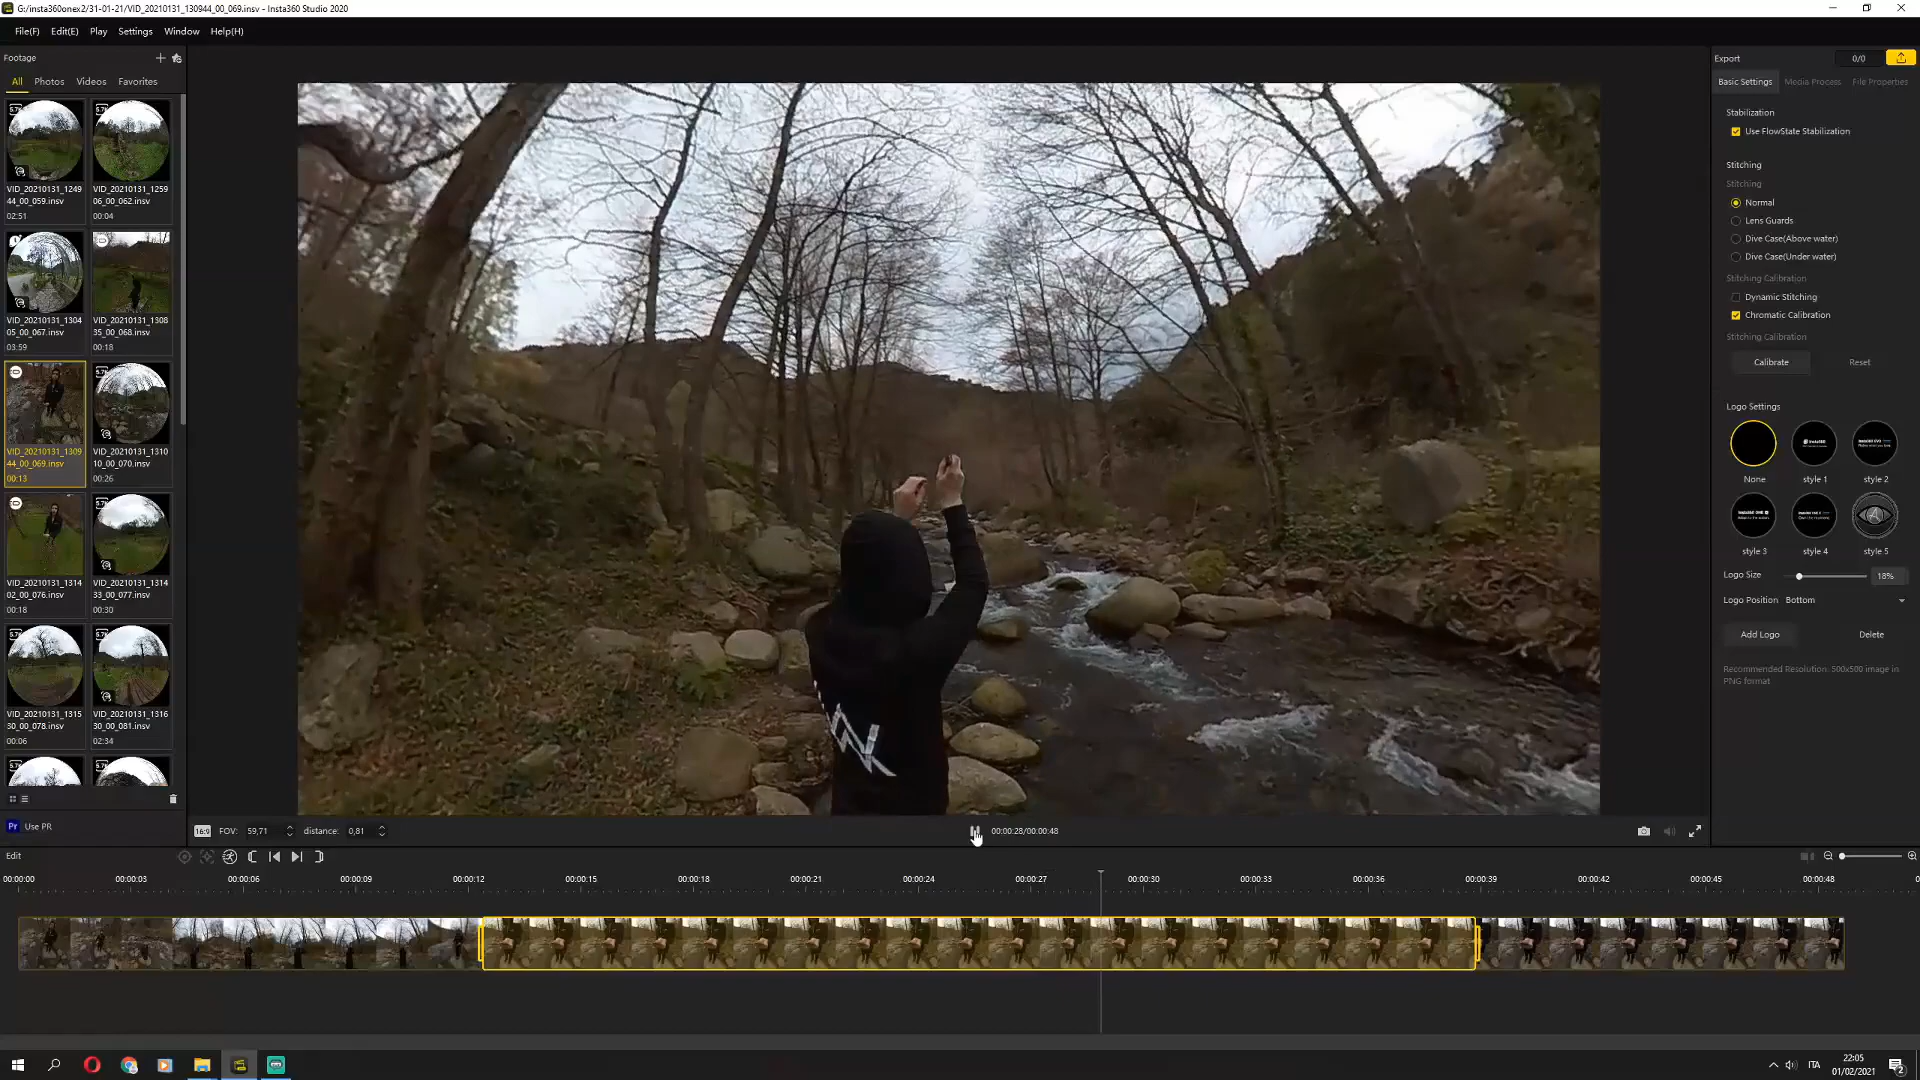 G:/insta360onex2/31-01-21/VID_20210131_130944_00_069.insv - Insta360 Studio 2020
File(F) Edit(E) Play Settings Window Help(H)
Footage
All Photos Videos Favorites
VID_20210131_1249
44_00_059.insv
02:51
VID_20210131_1259
06_00_062.insv
00:04
VID_20210131_1304
05_00_067.insv
03:59
VID_20210131_1308
35_00_068.insv
00:18
VID_20210131_1309
44_00_069.insv
00:13
VID_20210131_1310
10_00_070.insv
00:26
VID_20210131_1314
02_00_076.insv
00:18
VID_20210131_1314
33_00_077.insv
00:30
VID_20210131_1315
30_00_078.insv
00:06
VID_20210131_1316
30_00_081.insv
02:34
Pr Use PR
16:9 FOV: 59,71 distance: 0,81
00:00:28/00:00:48
Export 0/0
Basic Settings Media Process File Properties
Stabilization
Use FlowState Stabilization
Stitching
Stitching
Normal
Lens Guards
Dive Case(Above water)
Dive Case(Under water)
Stitching Calibration
Dynamic Stitching
Chromatic Calibration
Stitching Calibration
Calibrate Reset
Logo Settings
None style 1 style 2
style 3 style 4 style 5
Logo Size 18%
Logo Position Bottom
Add Logo Delete
Recommended Resolution: 500x500 image in
PNG format
Edit
00:00:00 00:00:03 00:00:06 00:00:09 00:00:12 00:00:15 00:00:18 00:00:21 00:00:24 00:00:27 00:00:30 00:00:33 00:00:36 00:00:39 00:00:42 00:00:45 00:00:48
ITA
22:05
01/02/2021
2